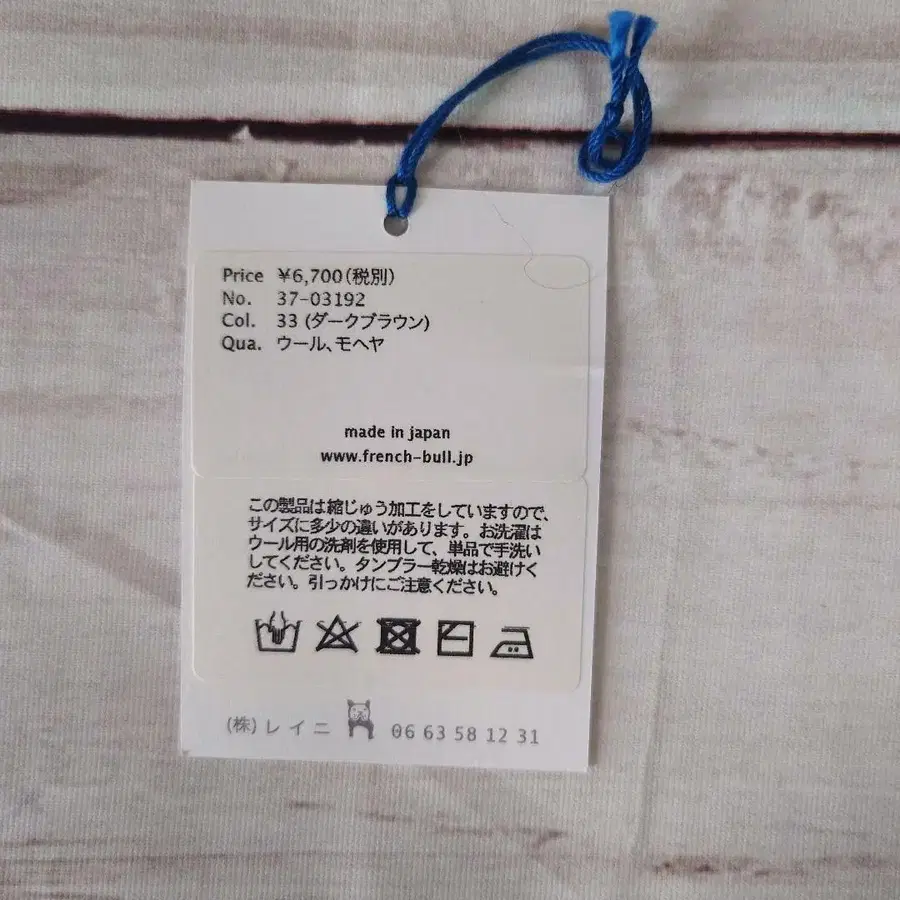 Price ¥6,700(税別)
No. 37-03192
Col. 33 (ダークブラウン)
Qua. ウール、モヘヤ
made in japan
www.french-bull.jp
この製品は縮じゅう加工をしていますので、
サイズに多少の違いがあります。お洗濯は
ウール用の洗剤を使用して、単品で手洗い
してください。タンブラー乾燥はお避けく
ださい。引っかけにご注意ください。
(株)レイニ 06 63 58 12 31